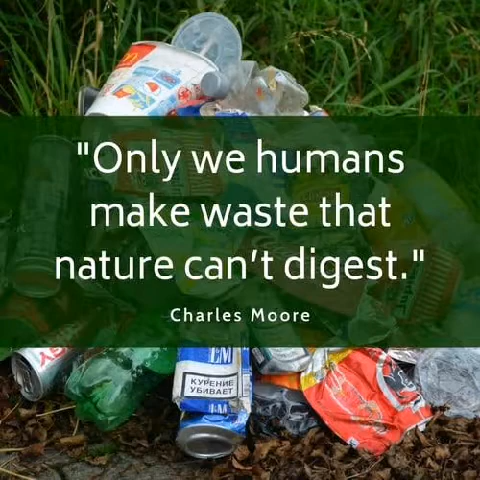 "Only we humans
make waste that
nature can't digest."
Charles Moore
КУРЕНИЕ
УБИВАЕТ